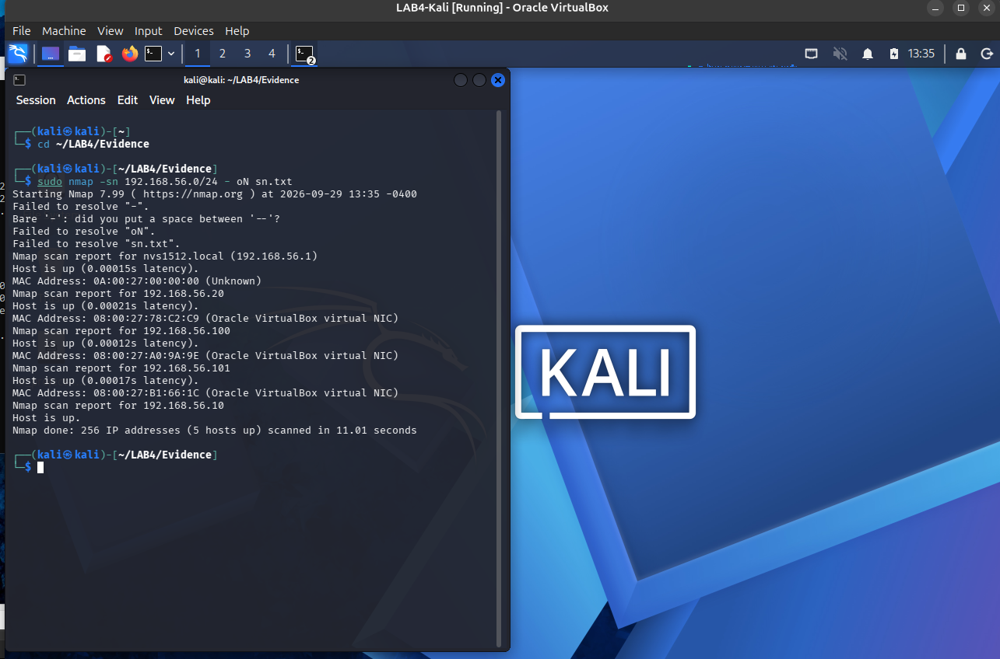 LAB4-Kali [Running] - Oracle VirtualBox
File Machine View Input Devices Help
1 2 3 4 2 13:35
kali@kali: ~/LAB4/Evidence
Session Actions Edit View Help
┌──(kali㉿kali)-[~]
└─$ cd ~/LAB4/Evidence
┌──(kali㉿kali)-[~/LAB4/Evidence]
└─$ sudo nmap -sn 192.168.56.0/24 - oN sn.txt
Starting Nmap 7.99 ( https://nmap.org ) at 2026-09-29 13:35 -0400
Failed to resolve "-".
Bare '-': did you put a space between '--'?
Failed to resolve "oN".
Failed to resolve "sn.txt".
Nmap scan report for nvs1512.local (192.168.56.1)
Host is up (0.00015s latency).
MAC Address: 0A:00:27:00:00:00 (Unknown)
Nmap scan report for 192.168.56.20
Host is up (0.00021s latency).
MAC Address: 08:00:27:78:C2:C9 (Oracle VirtualBox virtual NIC)
Nmap scan report for 192.168.56.100
Host is up (0.00012s latency).
MAC Address: 08:00:27:A0:9A:9E (Oracle VirtualBox virtual NIC)
Nmap scan report for 192.168.56.101
Host is up (0.00017s latency).
MAC Address: 08:00:27:B1:66:1C (Oracle VirtualBox virtual NIC)
Nmap scan report for 192.168.56.10
Host is up.
Nmap done: 256 IP addresses (5 hosts up) scanned in 11.01 seconds
┌──(kali㉿kali)-[~/LAB4/Evidence]
└─$
KALI